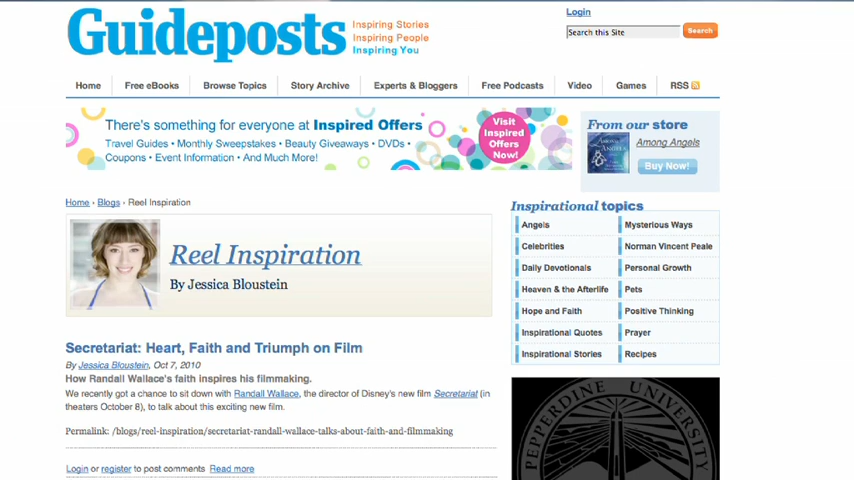 Guideposts
Inspiring Stories
Inspiring People
Inspiring You
Login
Search this Site
Search
Home
Free eBooks
Browse Topics
Story Archive
Experts & Bloggers
Free Podcasts
Video
Games
RSS
There's something for everyone at Inspired Offers
Travel Guides • Monthly Sweepstakes • Beauty Giveaways • DVDs •
Coupons • Event Information • And Much More!
Visit
Inspired
Offers
Now!
From our store
Among Angels
Buy Now!
Home › Blogs › Reel Inspiration
Reel Inspiration
By Jessica Bloustein
Secretariat: Heart, Faith and Triumph on Film
By Jessica Bloustein, Oct 7, 2010
How Randall Wallace's faith inspires his filmmaking.
We recently got a chance to sit down with Randall Wallace, the director of Disney's new film Secretariat (in
theaters October 8), to talk about this exciting new film.
Permalink: /blogs/reel-inspiration/secretariat-randall-wallace-talks-about-faith-and-filmmaking
Login or register to post comments Read more
Inspirational topics
Angels
Celebrities
Daily Devotionals
Heaven & the Afterlife
Hope and Faith
Inspirational Quotes
Inspirational Stories
Mysterious Ways
Norman Vincent Peale
Personal Growth
Pets
Positive Thinking
Prayer
Recipes
PEPPERDINE UNIVERSITY